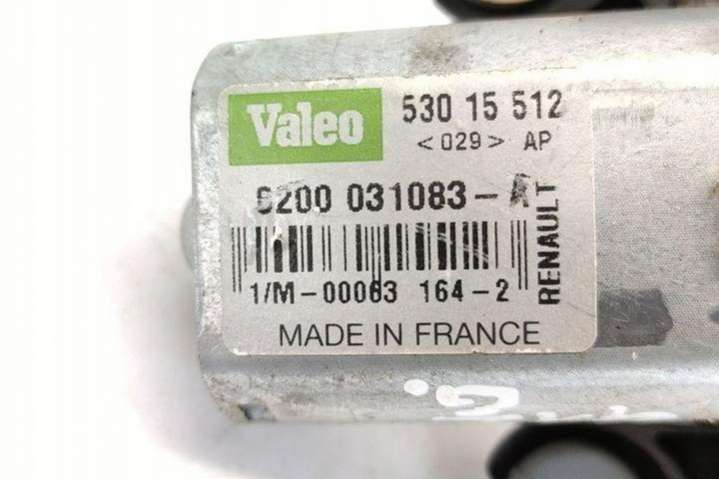 Valeo
530 15 512
<029> AP
8200 031083-A
RENAULT
1/M-00063 164-2
MADE IN FRANCE